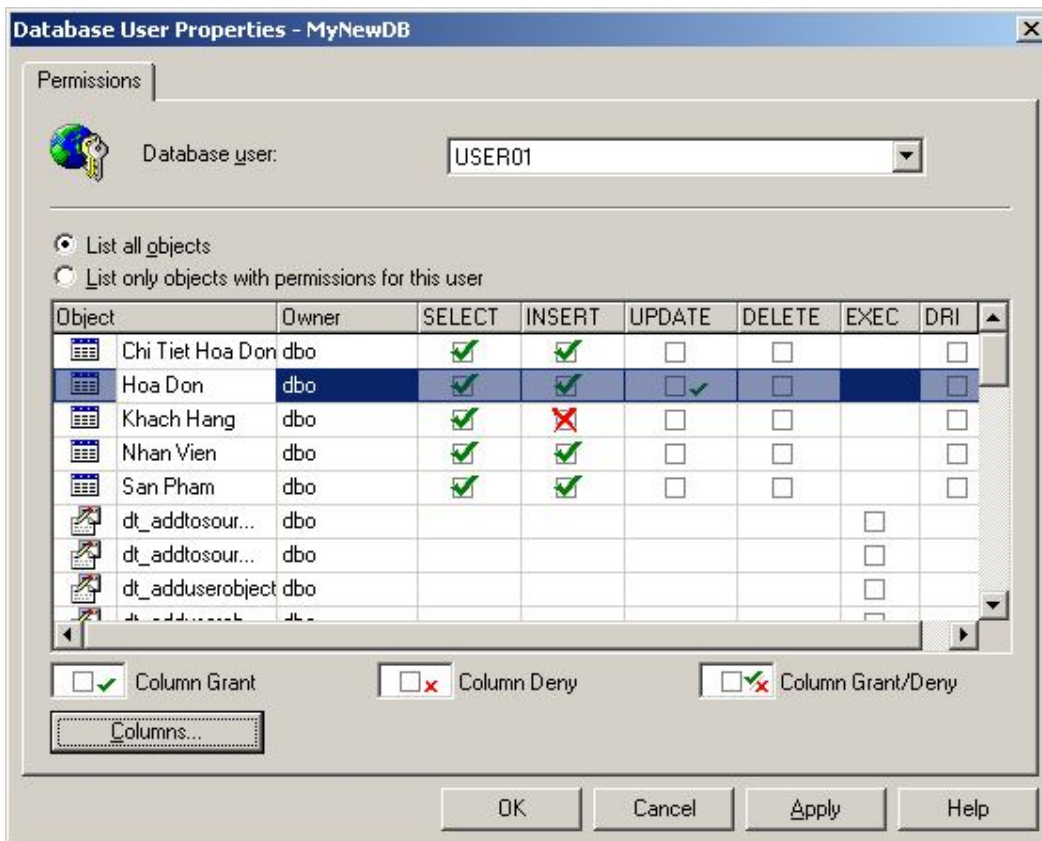 Database User Properties - MyNewDB
Permissions
Database user: USER01
List all objects
List only objects with permissions for this user
Object Owner SELECT INSERT UPDATE DELETE EXEC DRI
Chi Tiet Hoa Don dbo
Hoa Don dbo
Khach Hang dbo
Nhan Vien dbo
San Pham dbo
dt_addtosour... dbo
dt_addtosour... dbo
dt_adduserobject dbo
Column Grant Column Deny Column Grant/Deny
Columns...
OK Cancel Apply Help